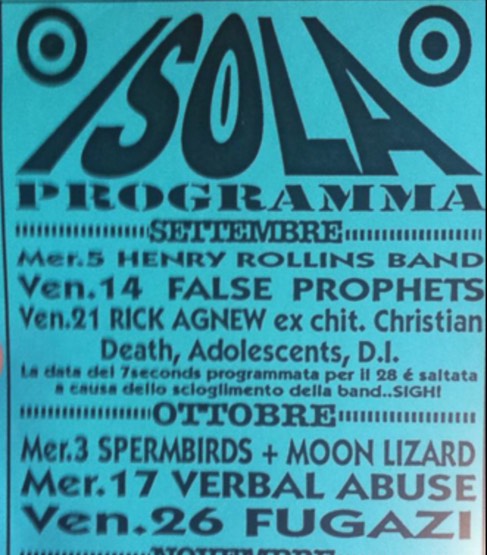 ISOLA
PROGRAMMA
SETTEMBRE
Mer.5 HENRY ROLLINS BAND
Ven.14 FALSE PROPHETS
Ven.21 RICK AGNEW ex chit. Christian
Death, Adolescents, D.I.
La data dei 7seconds programmata per il 28 é saltata
a causa dello scioglimento della band..SIGH!
OTTOBRE
Mer.3 SPERMBIRDS + MOON LIZARD
Mer.17 VERBAL ABUSE
Ven.26 FUGAZI
NOVEMBRE